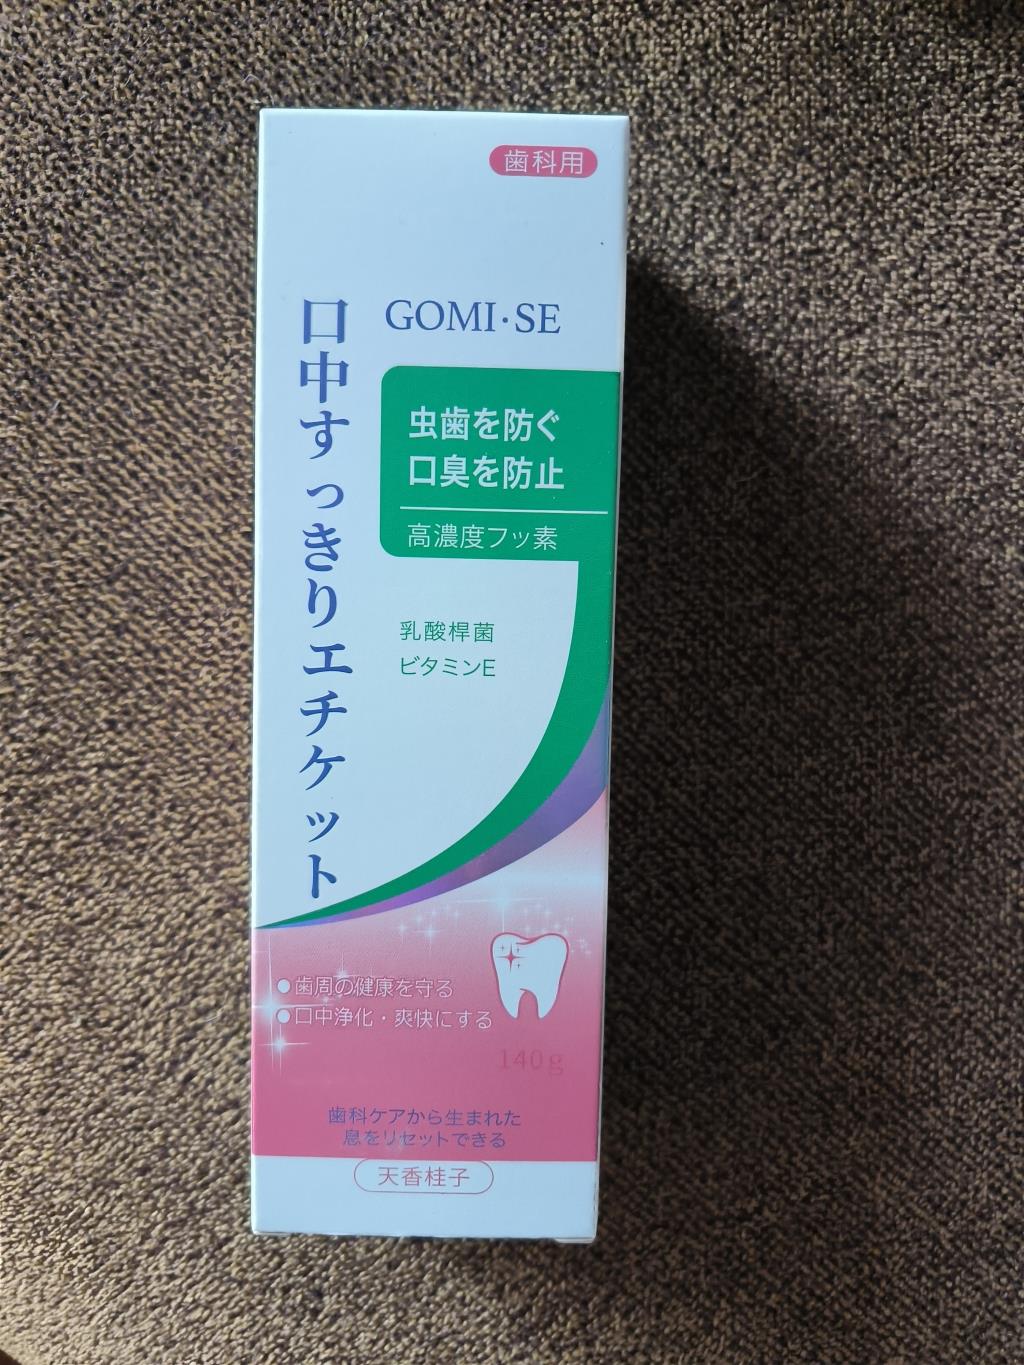 歯科用
口中すっきりエチケット
GOMI·SE
虫歯を防ぐ
口臭を防止
高濃度フッ素
乳酸桿菌
ビタミンE
●歯周の健康を守る
●口中浄化・爽快にする
140g
歯科ケアから生まれた
息をリセットできる
天香桂子